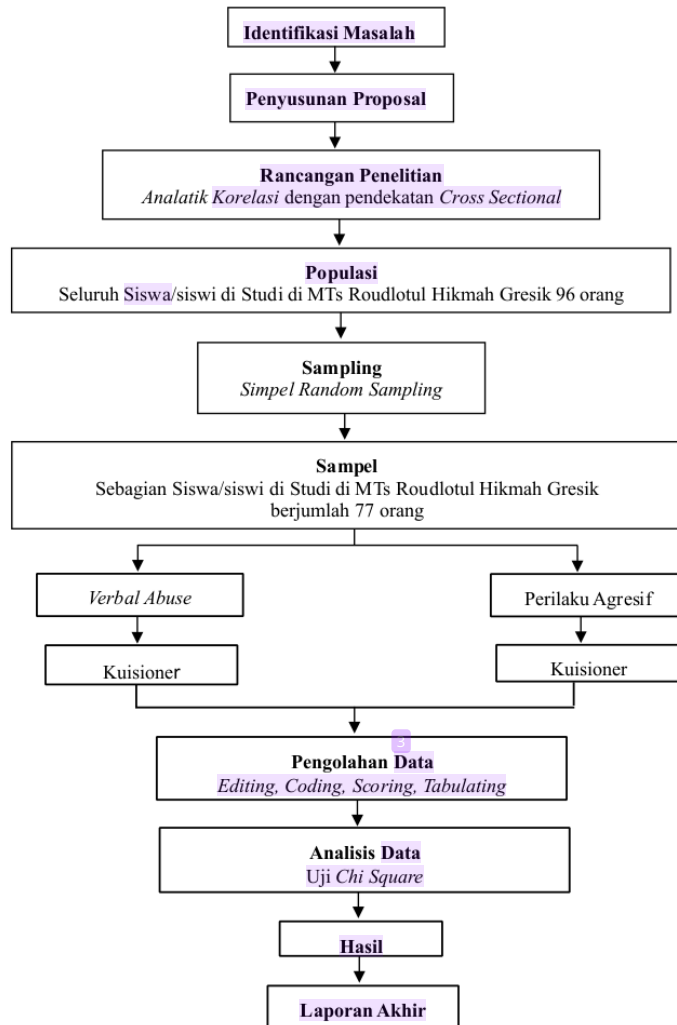 Identifikasi Masalah
Penyusunan Proposal
Rancangan Penelitian
Analatik Korelasi dengan pendekatan Cross Sectional
Populasi
Seluruh Siswa/siswi di Studi di MTs Roudlotul Hikmah Gresik 96 orang
Sampling
Simpel Random Sampling
Sampel
Sebagian Siswa/siswi di Studi di MTs Roudlotul Hikmah Gresik
berjumlah 77 orang
Verbal Abuse
Perilaku Agresif
Kuisioner
Kuisioner
3
Pengolahan Data
Editing, Coding, Scoring, Tabulating
Analisis Data
Uji Chi Square
Hasil
Laporan Akhir